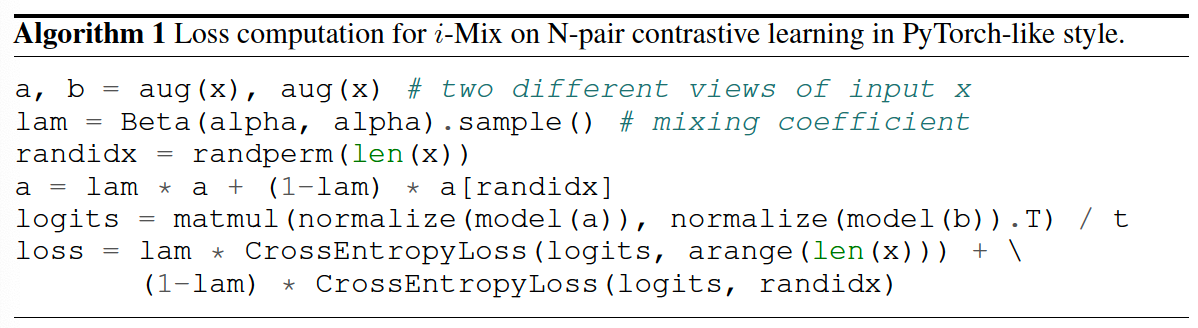 Algorithm 1 Loss computation for i-Mix on N-pair contrastive learning in PyTorch-like style.
a, b = aug(x), aug(x) # two different views of input x
lam = Beta(alpha, alpha).sample() # mixing coefficient
randidx = randperm(len(x))
a = lam * a + (1-lam) * a[randidx]
logits = matmul(normalize(model(a)), normalize(model(b)).T) / t
loss = lam * CrossEntropyLoss(logits, arange(len(x))) + \
(1-lam) * CrossEntropyLoss(logits, randidx)